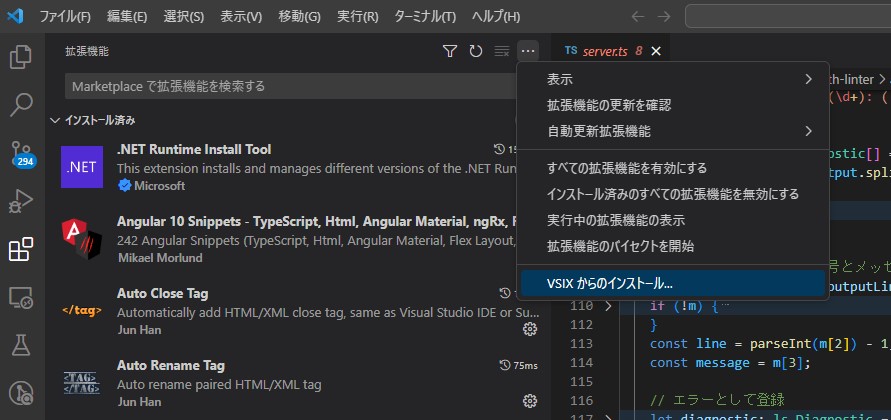 ファイル(F) 編集(E) 選択(S) 表示(V) 移動(G) 実行(R) ターミナル(T) ヘルプ(H)
拡張機能
Marketplace で拡張機能を検索する
インストール済み
.NET Runtime Install Tool
This extension installs and manages different versions of the .NET Run
Microsoft
Angular 10 Snippets - TypeScript, Html, Angular Material, ngRx,
242 Angular Snippets (TypeScript, Html, Angular Material, Flex Layout,
Mikael Morlund
Auto Close Tag
Automatically add HTML/XML close tag, same as Visual Studio IDE or Su...
Jun Han
Auto Rename Tag 75ms
Auto rename paired HTML/XML tag
Jun Han
294
.NET
</tag>
<TAG>
<TAG>
表示
拡張機能の更新を確認
自動更新拡張機能
すべての拡張機能を有効にする
インストール済みのすべての拡張機能を無効にする
実行中の拡張機能の表示
拡張機能のバイセクトを開始
VSIX からのインストール...
TS server.ts 8
th-linter
(\d+): (
ostic[] =
tput.spli
号とメッセ
outputLin
110 if (!m) {…
112 }
113 const line = parseInt(m[2]) - 1
114 const message = m[3];
115
116 // エラーとして登録
117 let diagnostic: ls.Diagnostic =